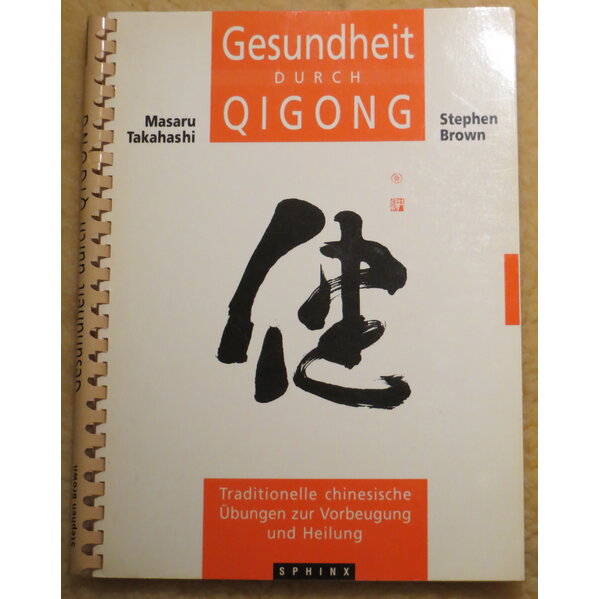 Gesundheit
DURCH
QIGONG
Masaru
Takahashi
Stephen
Brown
健
Traditionelle chinesische
Übungen zur Vorbeugung
und Heilung
SPHINX
Gesundheit durch QIGONG
Stephen Brown